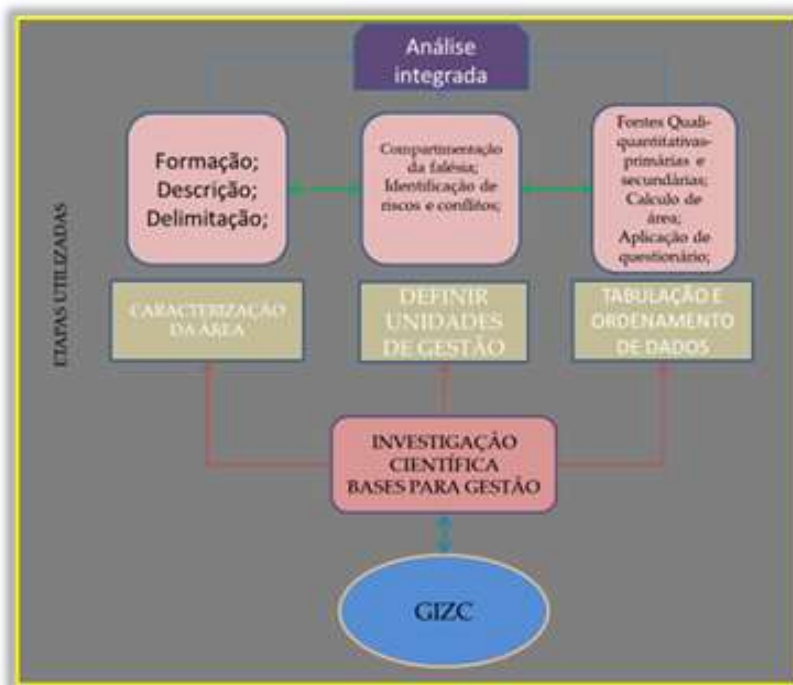 Análise
integrada
Formação;
Descrição;
Delimitação;
Compartimentação
da falésia;
Identificação de
riscos e conflitos;
Fontes Quali-
quantitativas-
primárias e
secundárias;
Calculo de
área;
Aplicação de
questionário;
ETAPAS UTILIZADAS
CARACTERIZAÇÃO
DA ÁREA
DEFINIR
UNIDADES
DE GESTÃO
TABULAÇÃO E
ORDENAMENTO
DE DADOS
INVESTIGAÇÃO
CIENTÍFICA
BASES PARA GESTÃO
GIZC